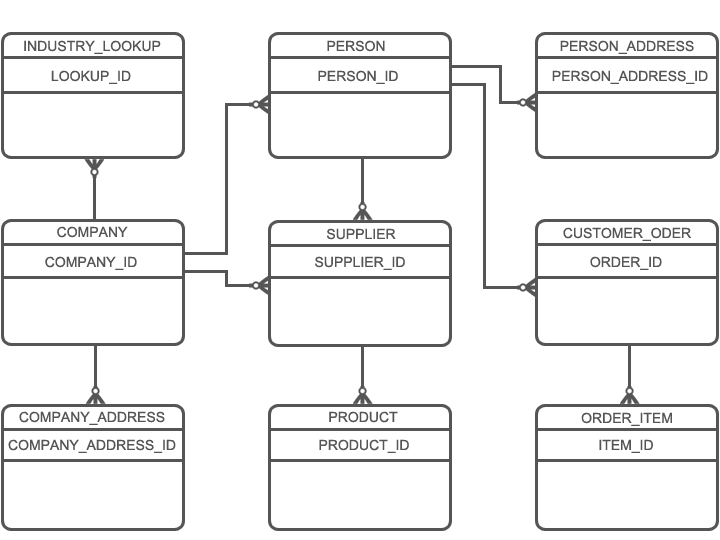 INDUSTRY_LOOKUP
LOOKUP_ID
PERSON
PERSON_ID
PERSON_ADDRESS
PERSON_ADDRESS_ID
COMPANY
COMPANY_ID
SUPPLIER
SUPPLIER_ID
CUSTOMER_ODER
ORDER_ID
COMPANY_ADDRESS
COMPANY_ADDRESS_ID
PRODUCT
PRODUCT_ID
ORDER_ITEM
ITEM_ID